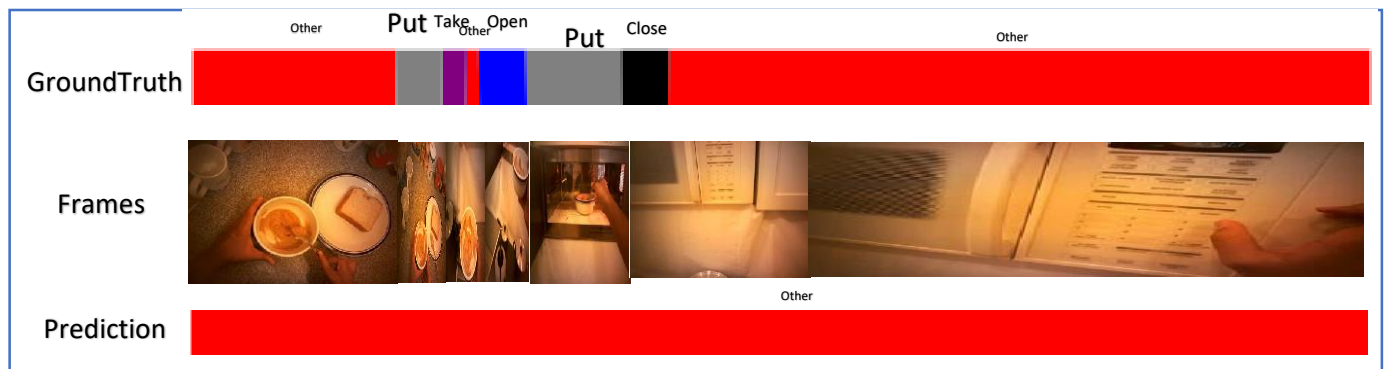 Other
Put
Take
Other
Open
Put
Close
Other
GroundTruth
Frames
Other
Prediction